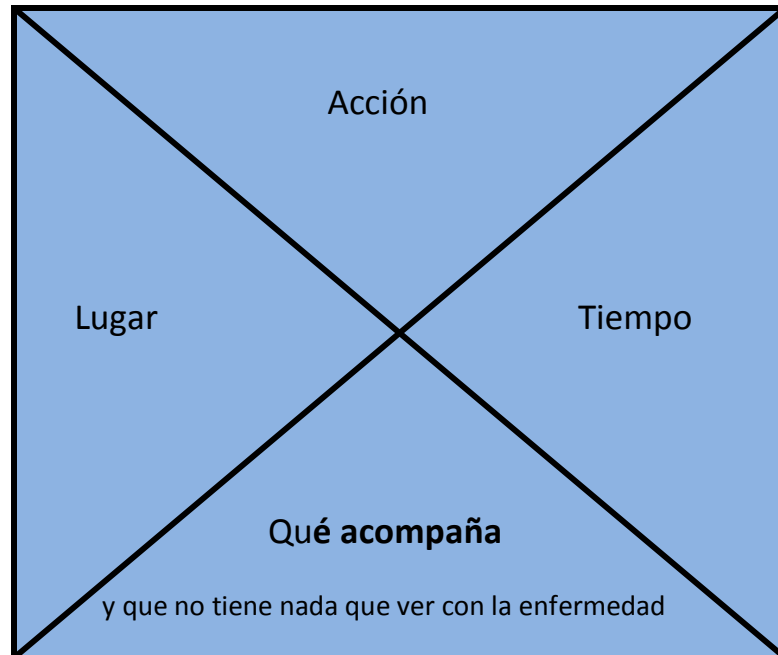 Acción
Lugar
Tiempo
Qué acompaña
y que no tiene nada que ver con la enfermedad